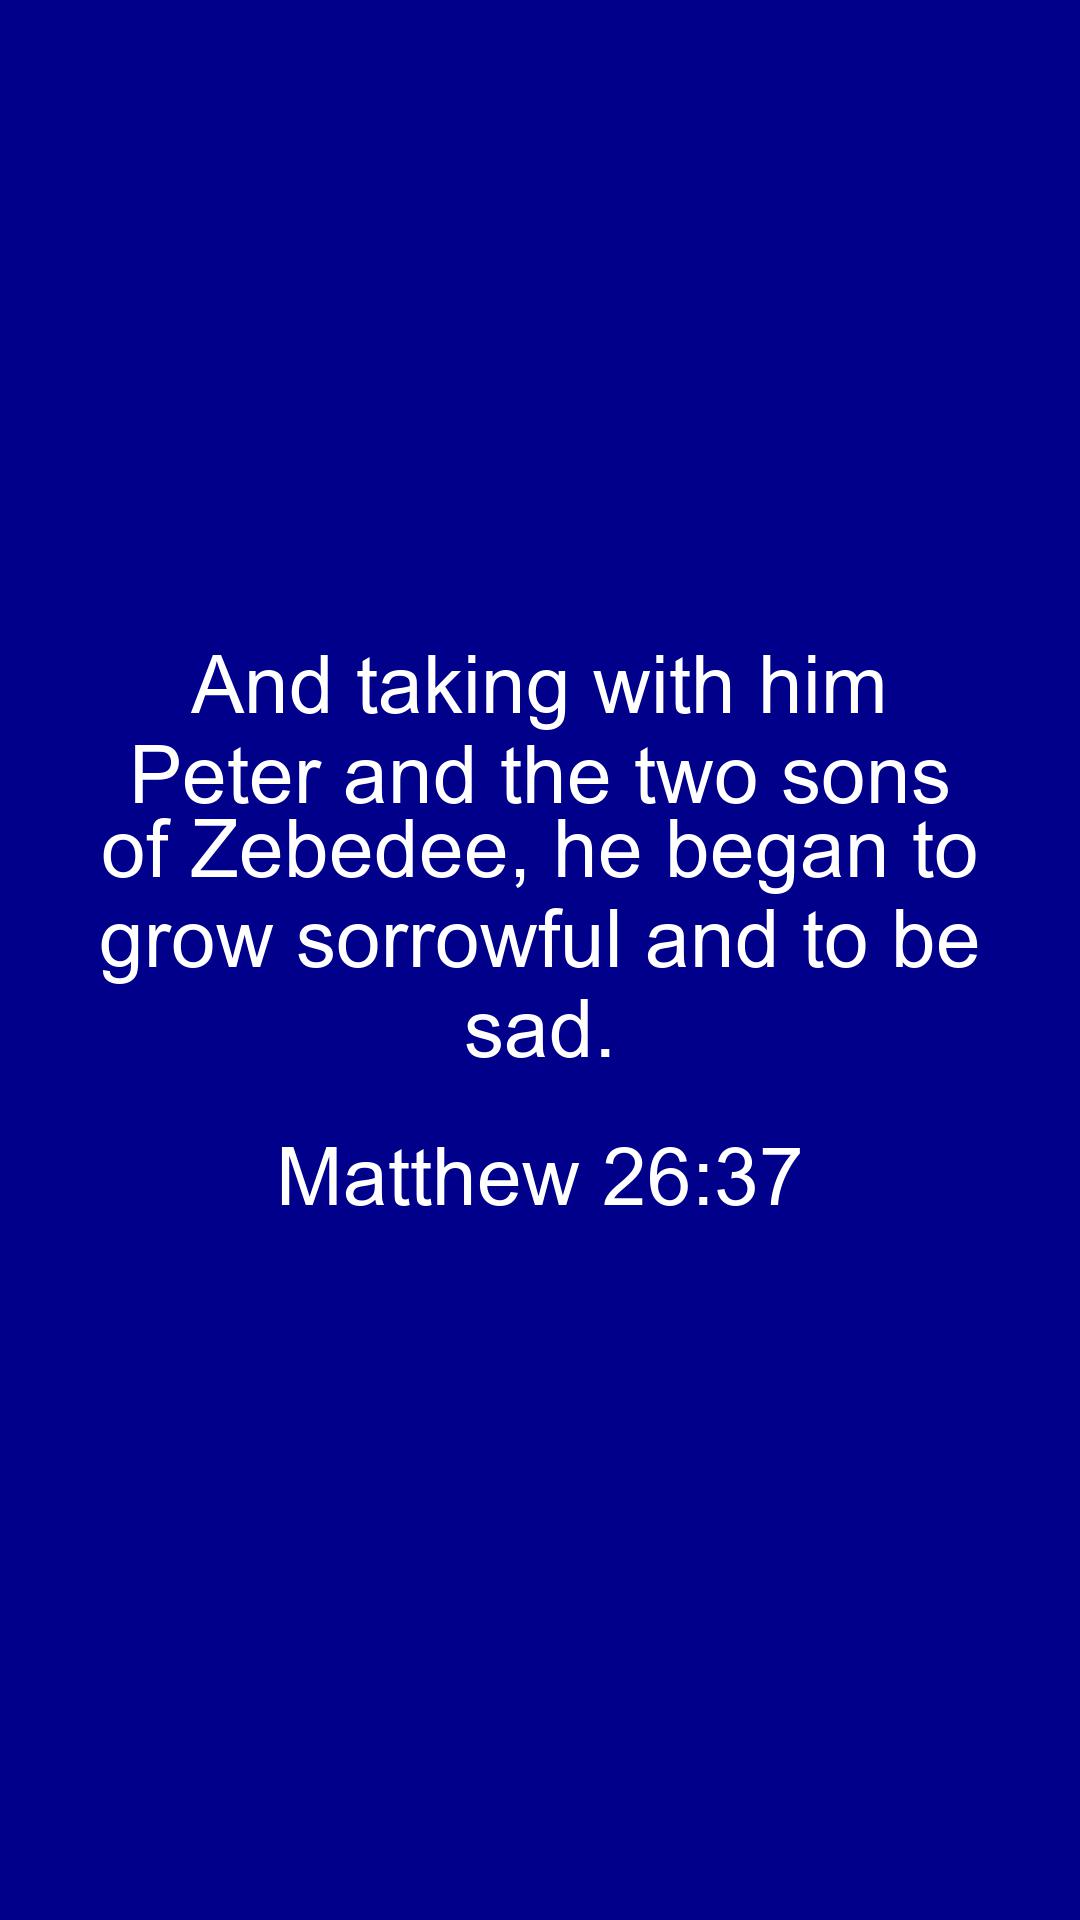 And taking with him
Peter and the two sons
of Zebedee, he began to
grow sorrowful and to be
sad.
Matthew 26:37